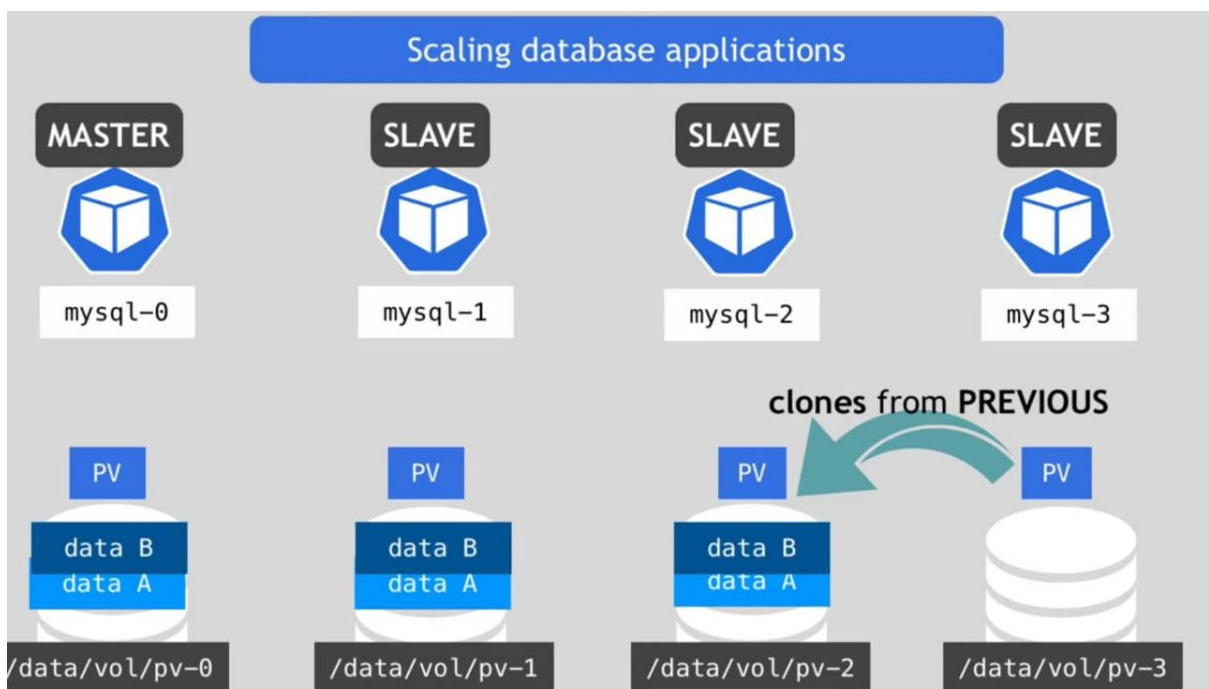 Scaling database applications
MASTER
SLAVE
SLAVE
SLAVE
mysql-0
mysql-1
mysql-2
mysql-3
clones from PREVIOUS
PV
PV
PV
PV
data B
data B
data B
data A
data A
data A
/data/vol/pv-0
/data/vol/pv-1
/data/vol/pv-2
/data/vol/pv-3